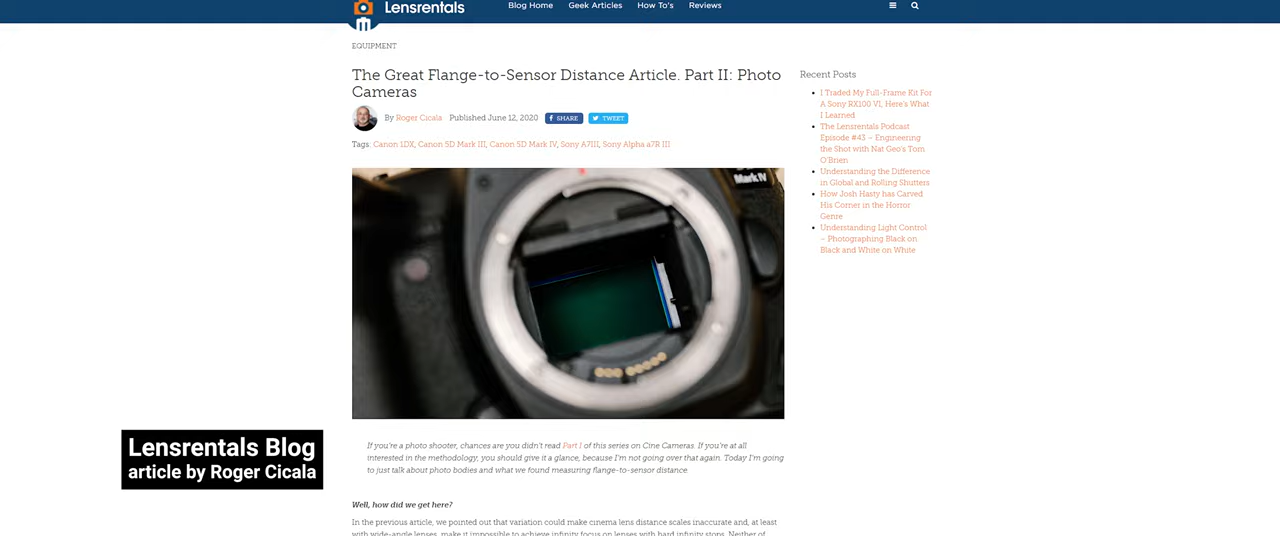 Lensrentals
Blog Home
Geek Articles
How To's
Reviews
EQUIPMENT
The Great Flange-to-Sensor Distance Article. Part II: Photo
Cameras
By Roger Cicala
Published June 12, 2020
SHARE
TWEET
Tags: Canon 1DX, Canon 5D Mark III, Canon 5D Mark IV, Sony A7III, Sony Alpha a7R III
Mark IV
If you're a photo shooter, chances are you didn't read Part I of this series on Cine Cameras. If you're at all
interested in the methodology, you should give it a glance, because I'm not going over that again. Today I'm going
to just talk about photo bodies and what we found measuring flange-to-sensor distance.
Well, how did we get here?
In the previous article, we pointed out that variation could make cinema lens distance scales inaccurate and, at least
with wide-angle lenses, make it impossible to achieve infinity focus on lenses with hard infinity stops. Neither of
Recent Posts
I Traded My Full-Frame Kit For
A Sony RX100 VI, Here's What
I Learned
The Lensrentals Podcast
Episode #43 – Engineering
the Shot with Nat Geo's Tom
O'Brien
Understanding the Difference
in Global and Rolling Shutters
How Josh Hasty has Carved
His Corner in the Horror
Genre
Understanding Light Control
– Photographing Black on
Black and White on White
Lensrentals Blog
article by Roger Cicala